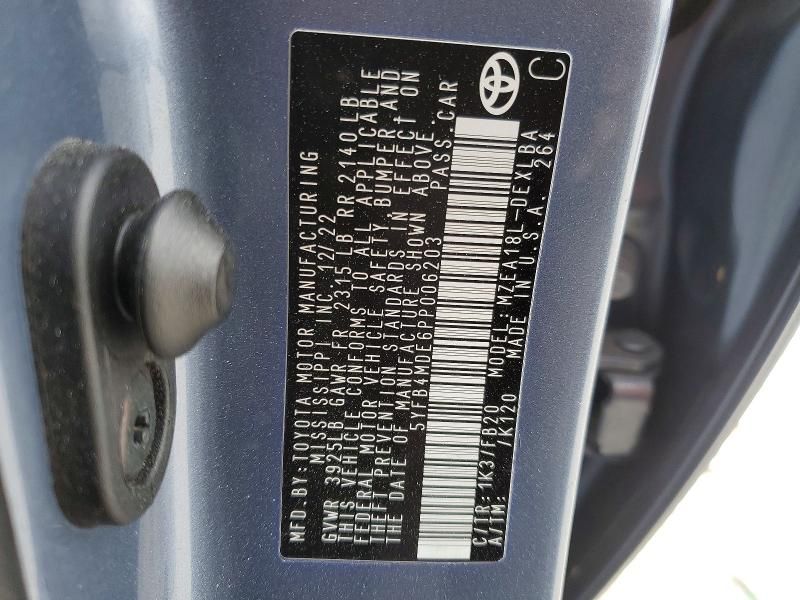 MFD.BY:TOYOTA MOTOR MANUFACTURING
MISSISSIPPI INC. 12/22
GVWR 3925LB GAWR FR 2315 LB RR 2140 LB
THIS VEHICLE CONFORMS TO ALL APPLICABLE
FEDERAL MOTOR VEHICLE SAFETY, BUMPER, AND
THEFT PREVENTION STANDARDS IN EFFECT ON
THE DATE OF MANUFACTURE SHOWN ABOVE.
5YFB4MDE6PP006203 PASS.CAR
C/TR:1K3/FB20 MODEL:MZEA18L-DEXLBA
A/TM: /K120 MADE IN U.S.A. 264
C